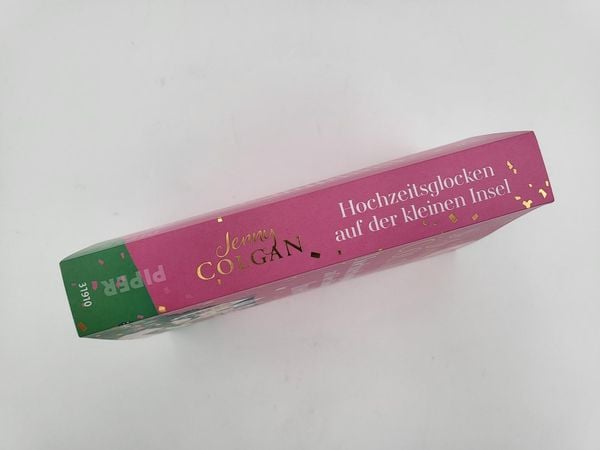 Jenny
COLGAN
Hochzeitsglocken
auf der kleinen Insel
PIPER
31910